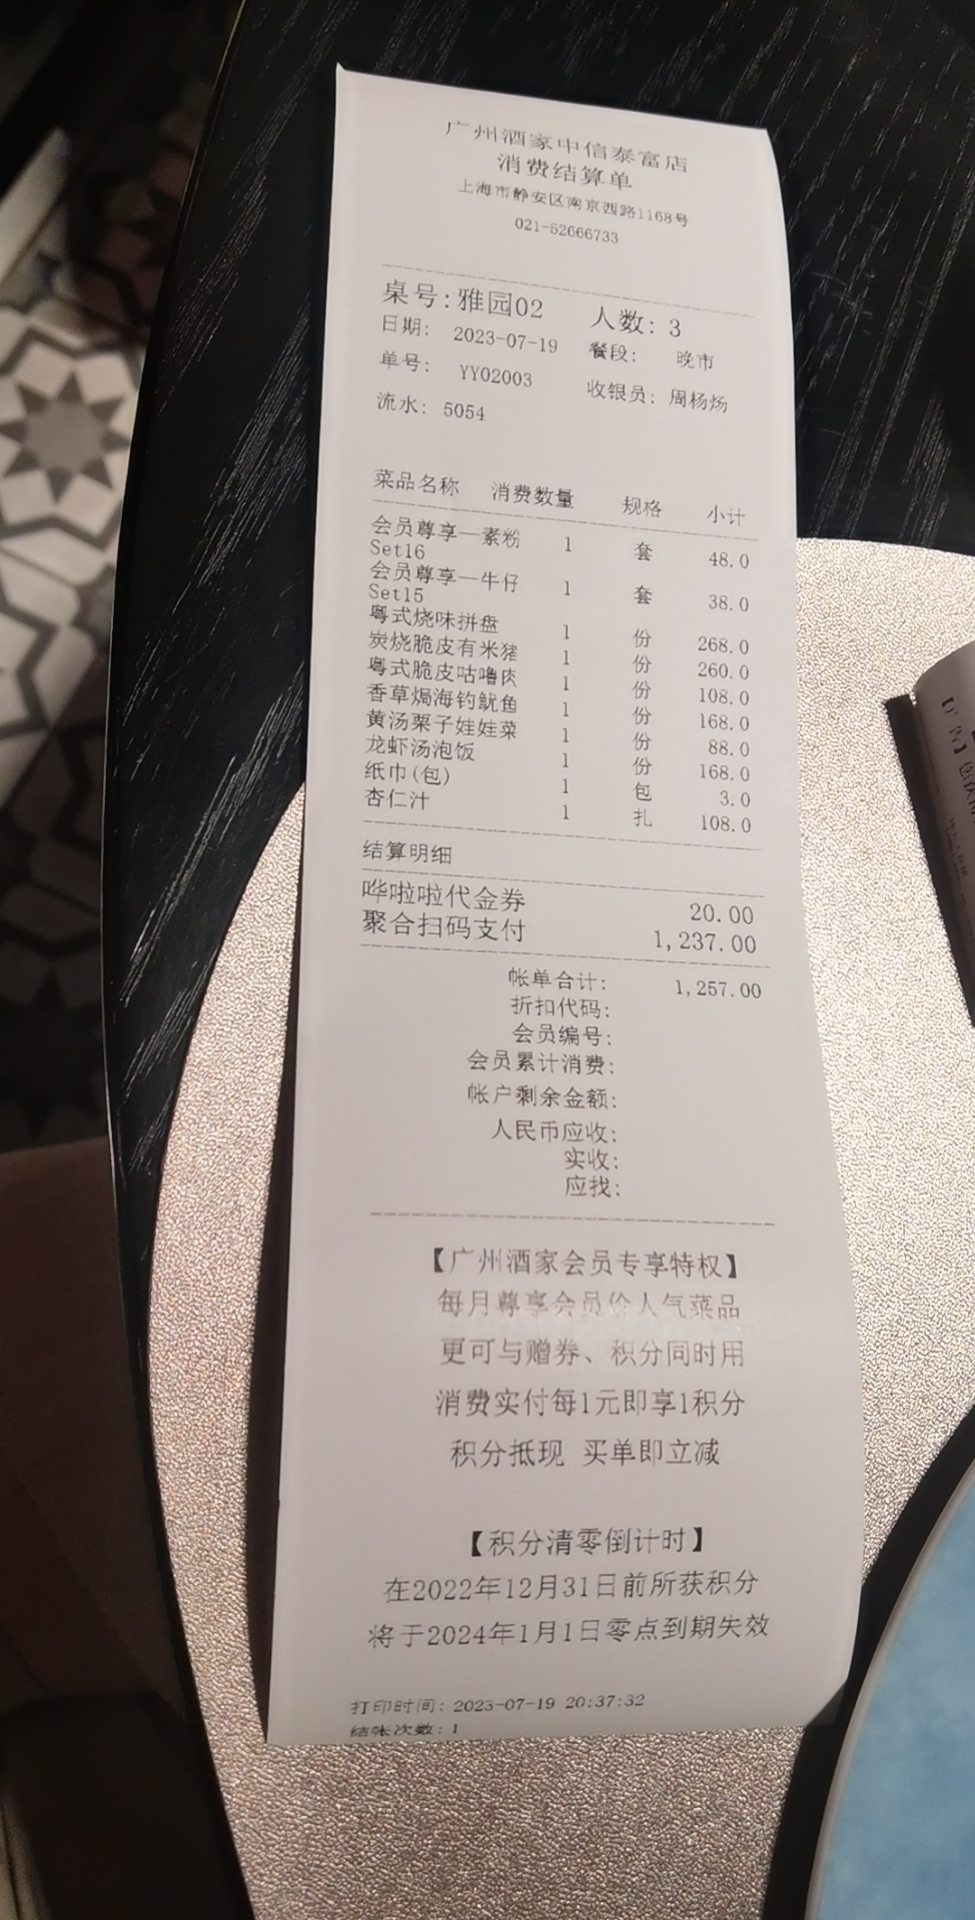 广州酒家中信泰富店
消费结算单
上海市静安区南京西路1168号
021-52666733
桌号:雅园02 人数: 3
日期: 2023-07-19 餐段: 晚市
单号: YY02003 收银员: 周杨炀
流水: 5054
菜品名称 消费数量 规格 小计
会员尊享一素粉 1 套 48.0
Set16
会员尊享一牛仔 1 套 38.0
Set15
粤式烧味拼盘 1 份 268.0
炭烧脆皮有米猪 1 份 260.0
粤式脆皮咕噜肉 1 份 108.0
香草焗海钓鱿鱼 1 份 168.0
黄汤栗子娃娃菜 1 份 88.0
龙虾汤泡饭 1 份 168.0
纸巾(包) 1 包 3.0
杏仁汁 1 扎 108.0
结算明细
哗啦啦代金券 20.00
聚合扫码支付 1,237.00
帐单合计: 1,257.00
折扣代码:
会员编号:
会员累计消费:
帐户剩余金额:
人民币应收:
实收:
应找:
【广州酒家会员专享特权】
每月尊享会员价人气菜品
更可与赠券、积分同时用
消费实付每1元即享1积分
积分抵现 买单即立减
【积分清零倒计时】
在2022年12月31日前所获积分
将于2024年1月1日零点到期失效
打印时间: 2023-07-19 20:37:32
结帐次数: 1